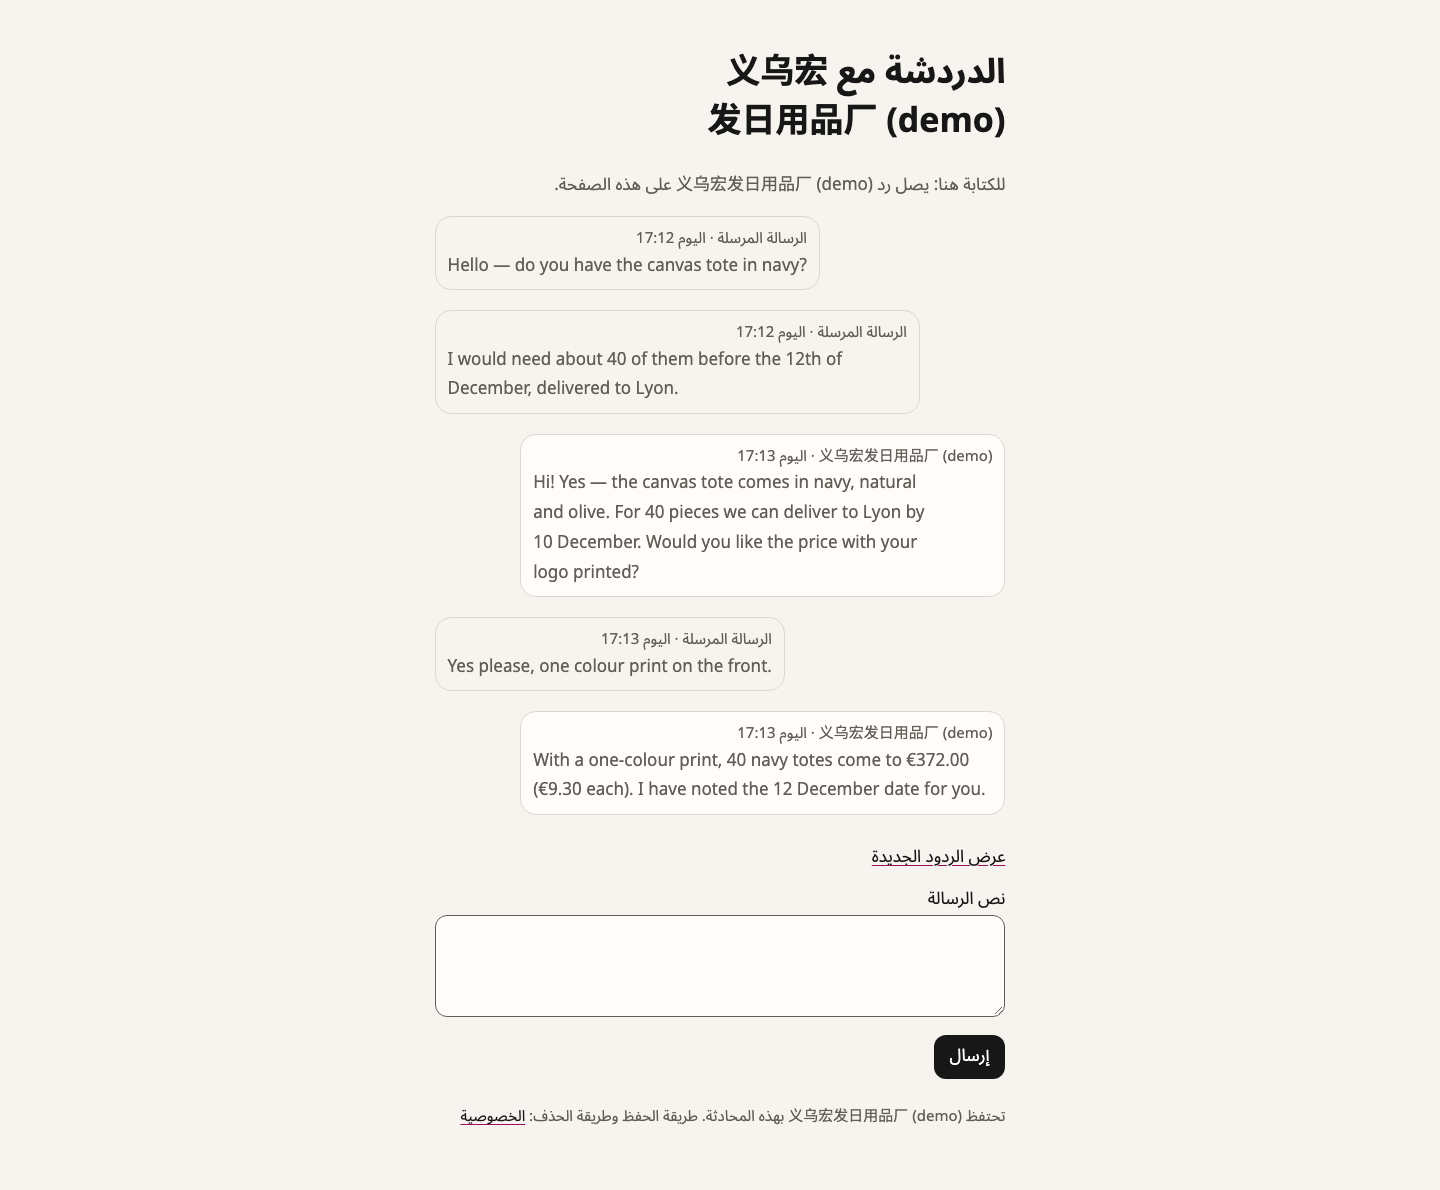 الدردشة مع 义乌宏
发日用品厂 (demo)
للكتابة هنا: يصل رد 义乌宏发日用品厂 (demo) على هذه الصفحة.
الرسالة المرسلة · اليوم 17:12
Hello — do you have the canvas tote in navy?
الرسالة المرسلة · اليوم 17:12
I would need about 40 of them before the 12th of
December, delivered to Lyon.
义乌宏发日用品厂 (demo) · اليوم 17:13
Hi! Yes — the canvas tote comes in navy, natural
and olive. For 40 pieces we can deliver to Lyon by
10 December. Would you like the price with your
logo printed?
الرسالة المرسلة · اليوم 17:13
Yes please, one colour print on the front.
义乌宏发日用品厂 (demo) · اليوم 17:13
With a one-colour print, 40 navy totes come to €372.00
(€9.30 each). I have noted the 12 December date for you.
عرض الردود الجديدة
نص الرسالة
إرسال
تحتفظ 义乌宏发日用品厂 (demo) بهذه المحادثة. طريقة الحفظ وطريقة الحذف: الخصوصية